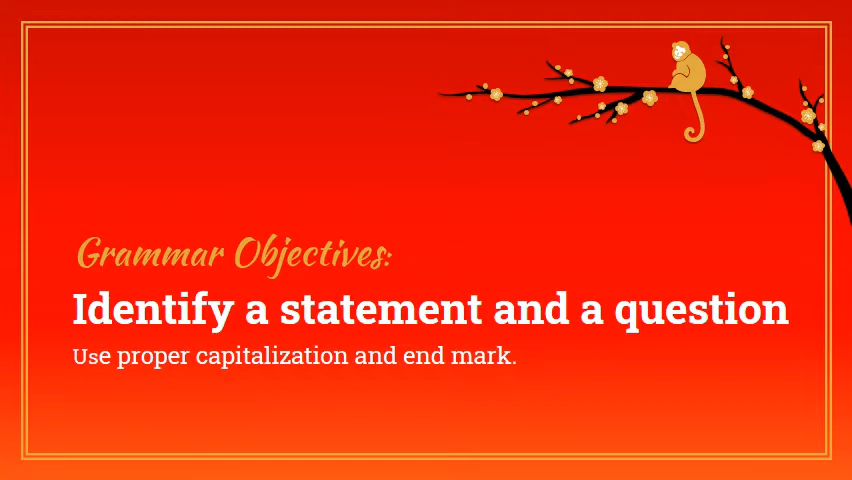 Grammar Objectives:
Identify a statement and a question
Use proper capitalization and end mark.